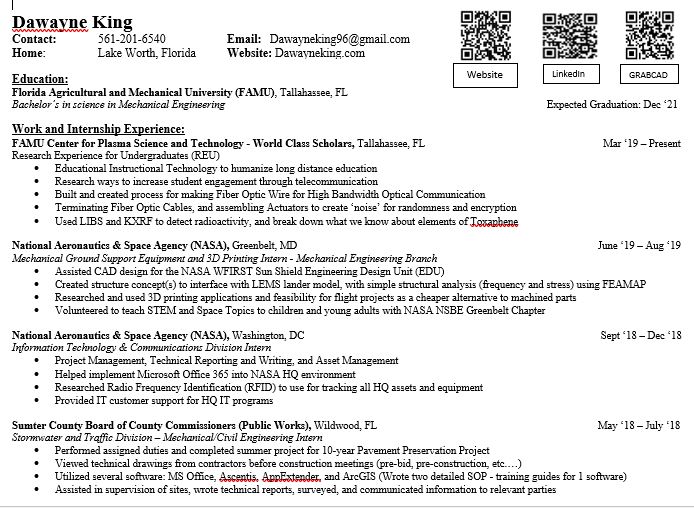 Dawayne King
Contact: 561-201-6540 Email: Dawayneking96@gmail.com
Home: Lake Worth, Florida Website: Dawayneking.com
Website LinkedIn GRABCAD
Education:
Florida Agricultural and Mechanical University (FAMU), Tallahassee, FL
Bachelor's in science in Mechanical Engineering Expected Graduation: Dec '21
Work and Internship Experience:
FAMU Center for Plasma Science and Technology - World Class Scholars, Tallahassee, FL Mar '19 – Present
Research Experience for Undergraduates (REU)
• Educational Instructional Technology to humanize long distance education
• Research ways to increase student engagement through telecommunication
• Built and created process for making Fiber Optic Wire for High Bandwidth Optical Communication
• Terminating Fiber Optic Cables, and assembling Actuators to create 'noise' for randomness and encryption
• Used LIBS and KXRF to detect radioactivity, and break down what we know about elements of Toxaphene
National Aeronautics & Space Agency (NASA), Greenbelt, MD June '19 – Aug '19
Mechanical Ground Support Equipment and 3D Printing Intern - Mechanical Engineering Branch
• Assisted CAD design for the NASA WFIRST Sun Shield Engineering Design Unit (EDU)
• Created structure concept(s) to interface with LEMS lander model, with simple structural analysis (frequency and stress) using FEAMAP
• Researched and used 3D printing applications and feasibility for flight projects as a cheaper alternative to machined parts
• Volunteered to teach STEM and Space Topics to children and young adults with NASA NSBE Greenbelt Chapter
National Aeronautics & Space Agency (NASA), Washington, DC Sept '18 – Dec '18
Information Technology & Communications Division Intern
• Project Management, Technical Reporting and Writing, and Asset Management
• Helped implement Microsoft Office 365 into NASA HQ environment
• Researched Radio Frequency Identification (RFID) to use for tracking all HQ assets and equipment
• Provided IT customer support for HQ IT programs
Sumter County Board of County Commissioners (Public Works), Wildwood, FL May '18 – July '18
Stormwater and Traffic Division – Mechanical/Civil Engineering Intern
• Performed assigned duties and completed summer project for 10-year Pavement Preservation Project
• Viewed technical drawings from contractors before construction meetings (pre-bid, pre-construction, etc.…)
• Utilized several software: MS Office, Ascentis, AppExtender, and ArcGIS (Wrote two detailed SOP - training guides for 1 software)
• Assisted in supervision of sites, wrote technical reports, surveyed, and communicated information to relevant parties